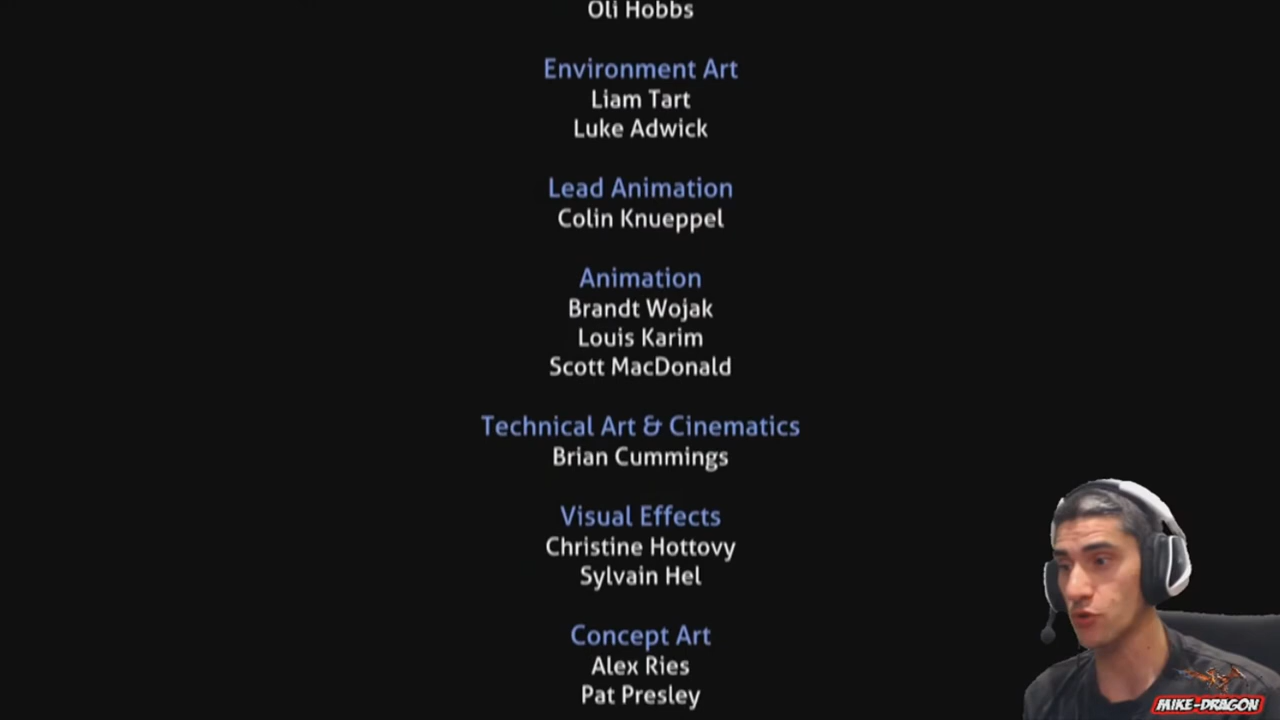 Oli Hobbs
Environment Art
Liam Tart
Luke Adwick
Lead Animation
Colin Knueppel
Animation
Brandt Wojak
Louis Karim
Scott MacDonald
Technical Art & Cinematics
Brian Cummings
Visual Effects
Christine Hottovy
Sylvain Hel
Concept Art
Alex Ries
Pat Presley
MIKE-DRAGON